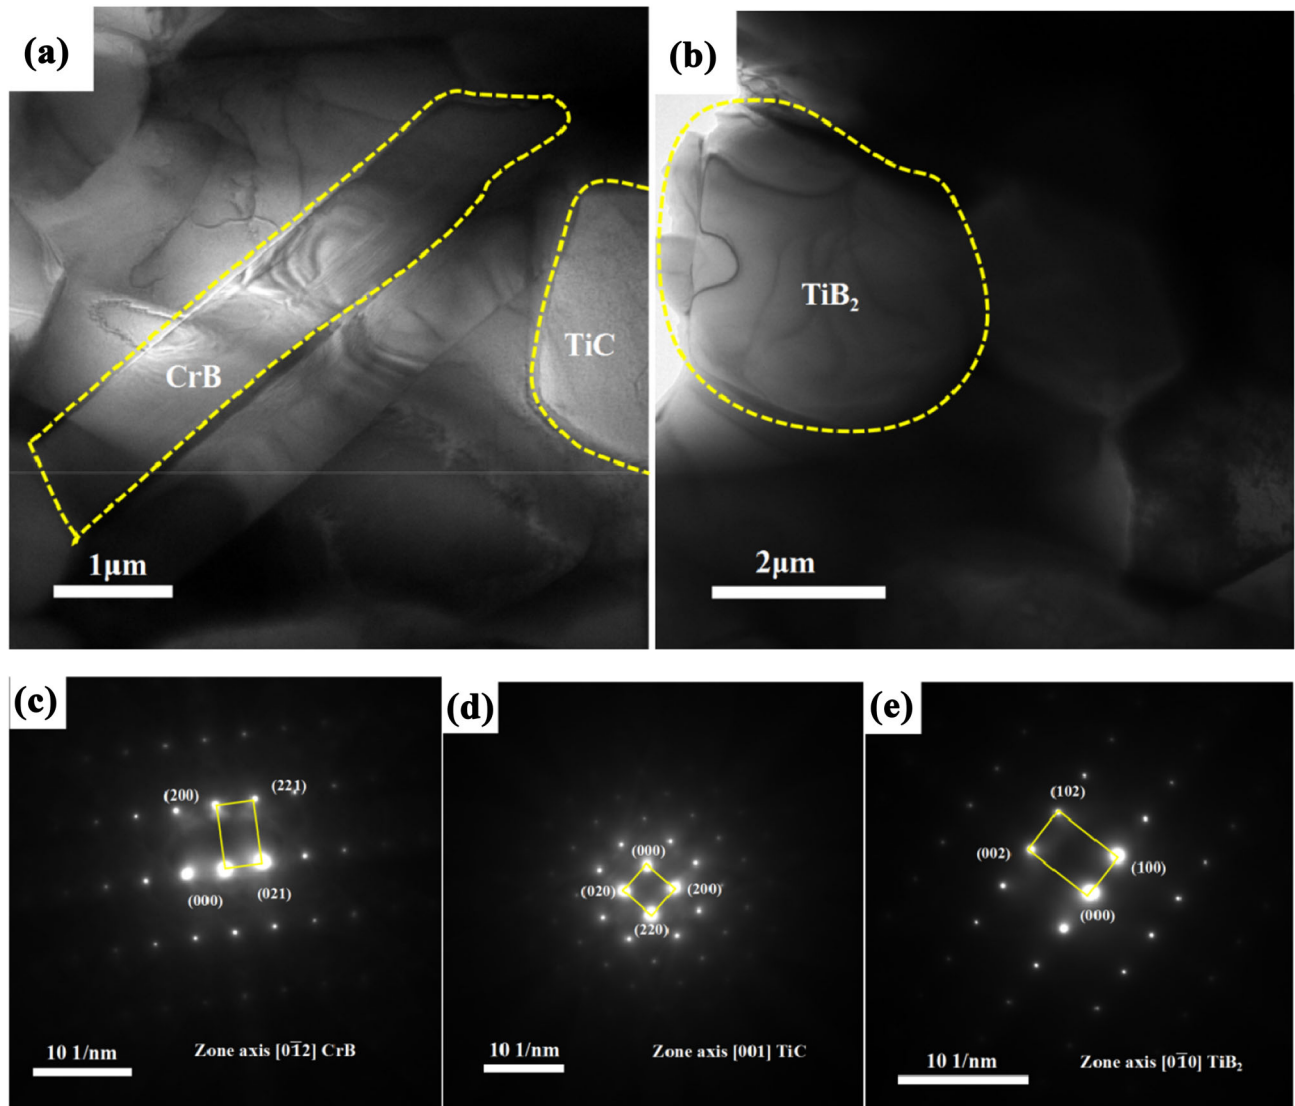 (a)
CrB
TiC
1μm
(b)
TiB₂
2μm
(c)
(200)
(221)
(000)
(021)
10 1/nm
Zone axis [01̅2] CrB
(d)
(000)
(020)
(200)
(220)
10 1/nm
Zone axis [001] TiC
(e)
(102)
(002)
(100)
(000)
10 1/nm
Zone axis [01̅0] TiB₂